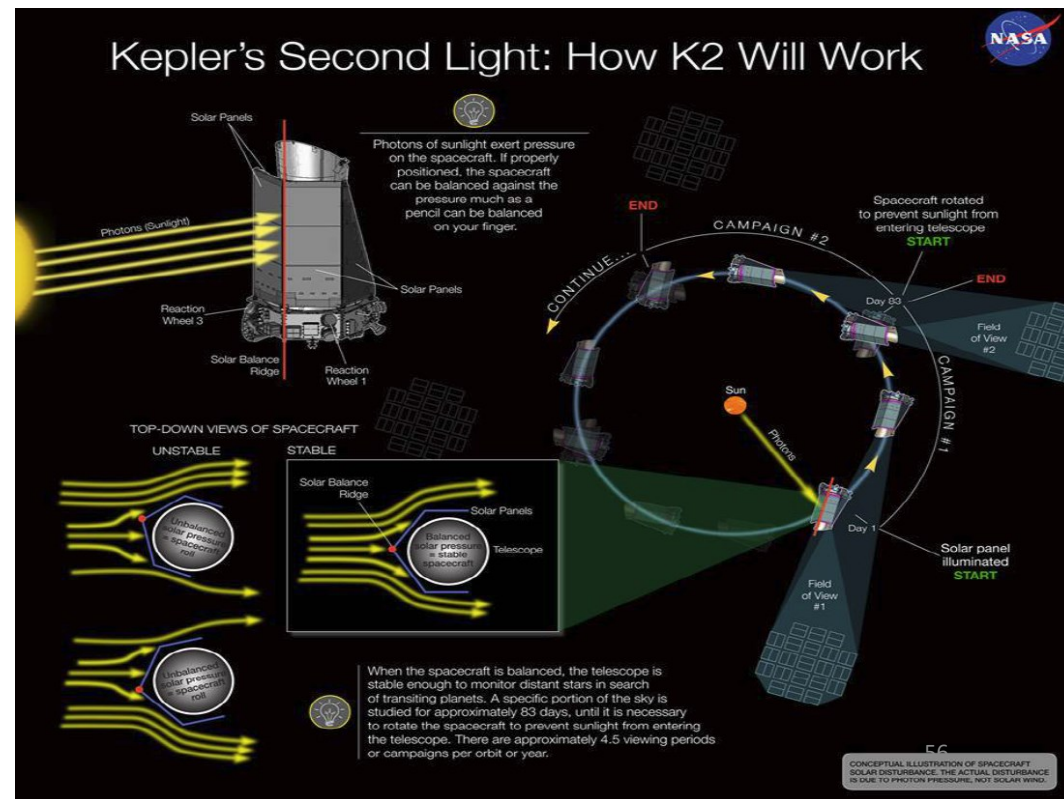 NASA
Kepler's Second Light: How K2 Will Work
Solar Panels
Photons (Sunlight)
Solar Panels
Reaction
Wheel 3
Solar Balance
Ridge
Reaction
Wheel 1
Photons of sunlight exert pressure
on the spacecraft. If properly
positioned, the spacecraft
can be balanced against the
pressure much as a
pencil can be balanced
on your finger.
END
CAMPAIGN #2
CONTINUE...
Spacecraft rotated
to prevent sunlight from
entering telescope
START
END
Day 83
Field
of View
#2
CAMPAIGN #1
Sun
Photons
Day 1
Solar panel
illuminated
START
Field
of View
#1
TOP-DOWN VIEWS OF SPACECRAFT
UNSTABLE
STABLE
Unbalanced
solar pressure
= spacecraft
roll
Solar Balance
Ridge
Solar Panels
Balanced
solar pressure
= stable
spacecraft
Telescope
Unbalanced
solar pressure
= spacecraft
roll
When the spacecraft is balanced, the telescope is
stable enough to monitor distant stars in search
of transiting planets. A specific portion of the sky is
studied for approximately 83 days, until it is necessary
to rotate the spacecraft to prevent sunlight from entering
the telescope. There are approximately 4.5 viewing periods
or campaigns per orbit or year.
56
CONCEPTUAL ILLUSTRATION OF SPACECRAFT
SOLAR DISTURBANCE. THE ACTUAL DISTURBANCE
IS DUE TO PHOTON PRESSURE, NOT SOLAR WIND.